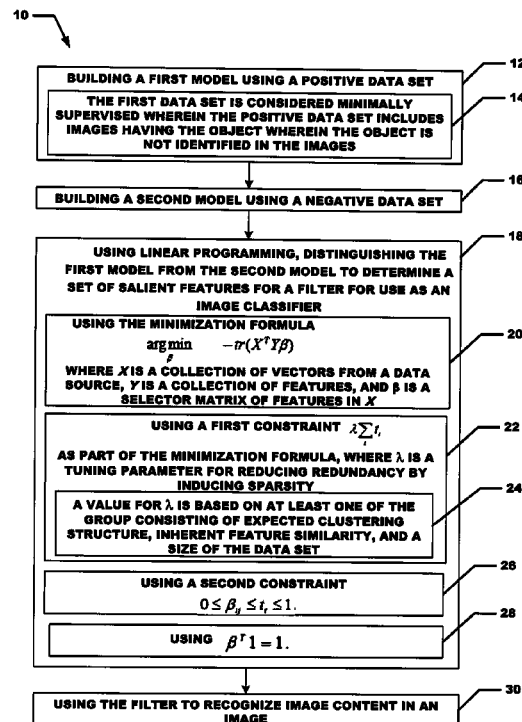 10
12
BUILDING A FIRST MODEL USING A POSITIVE DATA SET
14
THE FIRST DATA SET IS CONSIDERED MINIMALLY
SUPERVISED WHEREIN THE POSITIVE DATA SET INCLUDES
IMAGES HAVING THE OBJECT WHEREIN THE OBJECT IS
NOT IDENTIFIED IN THE IMAGES
16
BUILDING A SECOND MODEL USING A NEGATIVE DATA SET
18
USING LINEAR PROGRAMMING, DISTINGUISHING THE
FIRST MODEL FROM THE SECOND MODEL TO DETERMINE A
SET OF SALIENT FEATURES FOR A FILTER FOR USE AS AN
IMAGE CLASSIFIER
20
USING THE MINIMIZATION FORMULA
arg min −tr(XᵀYβ)
β
WHERE X IS A COLLECTION OF VECTORS FROM A DATA
SOURCE, Y IS A COLLECTION OF FEATURES, AND β IS A
SELECTOR MATRIX OF FEATURES IN X
22
USING A FIRST CONSTRAINT λ∑ tᵢ
i
AS PART OF THE MINIMIZATION FORMULA, WHERE λ IS A
TUNING PARAMETER FOR REDUCING REDUNDANCY BY
INDUCING SPARSITY
24
A VALUE FOR λ IS BASED ON AT LEAST ONE OF THE
GROUP CONSISTING OF EXPECTED CLUSTERING
STRUCTURE, INHERENT FEATURE SIMILARITY, AND A
SIZE OF THE DATA SET
26
USING A SECOND CONSTRAINT
0 ≤ βᵢⱼ ≤ tᵢ ≤ 1.
28
USING βᵀ1 = 1.
30
USING THE FILTER TO RECOGNIZE IMAGE CONTENT IN AN
IMAGE